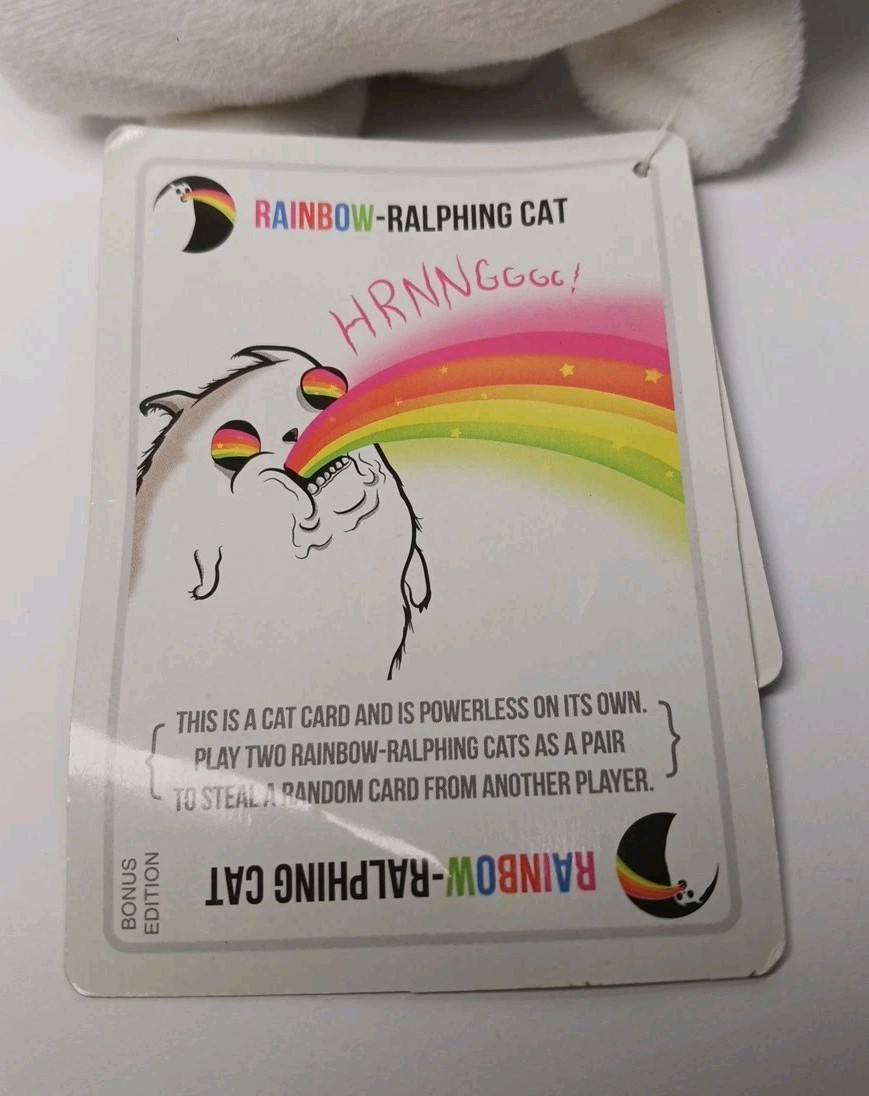 RAINBOW-RALPHING CAT
HRNNGGGG!
THIS IS A CAT CARD AND IS POWERLESS ON ITS OWN.
PLAY TWO RAINBOW-RALPHING CATS AS A PAIR
TO STEAL A RANDOM CARD FROM ANOTHER PLAYER.
BONUS
EDITION
RAINBOW-RALPHING CAT